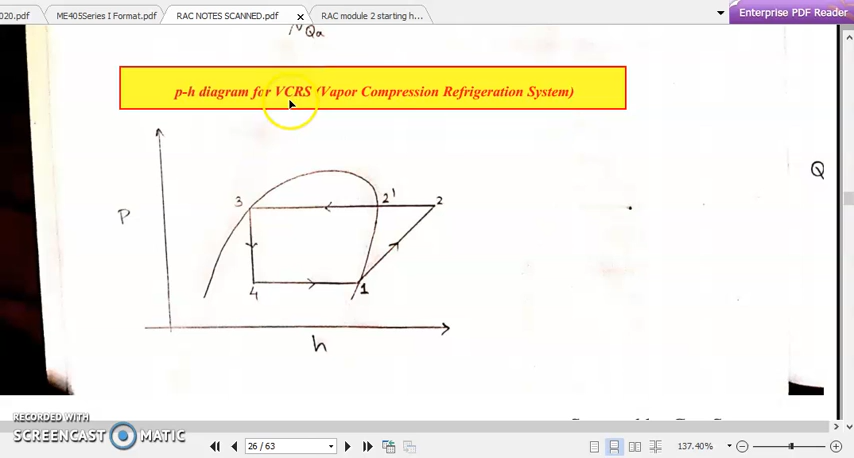 020.pdf
ME405Series I Format.pdf
RAC NOTES SCANNED.pdf
x
RAC module 2 starting h...
Enterprise PDF Reader
Qa
p-h diagram for VCRS (Vapor Compression Refrigeration System)
Q
3
2'
2
P
4
1
h
RECORDED WITH
SCREENCAST MATIC
26 / 63
137.40%